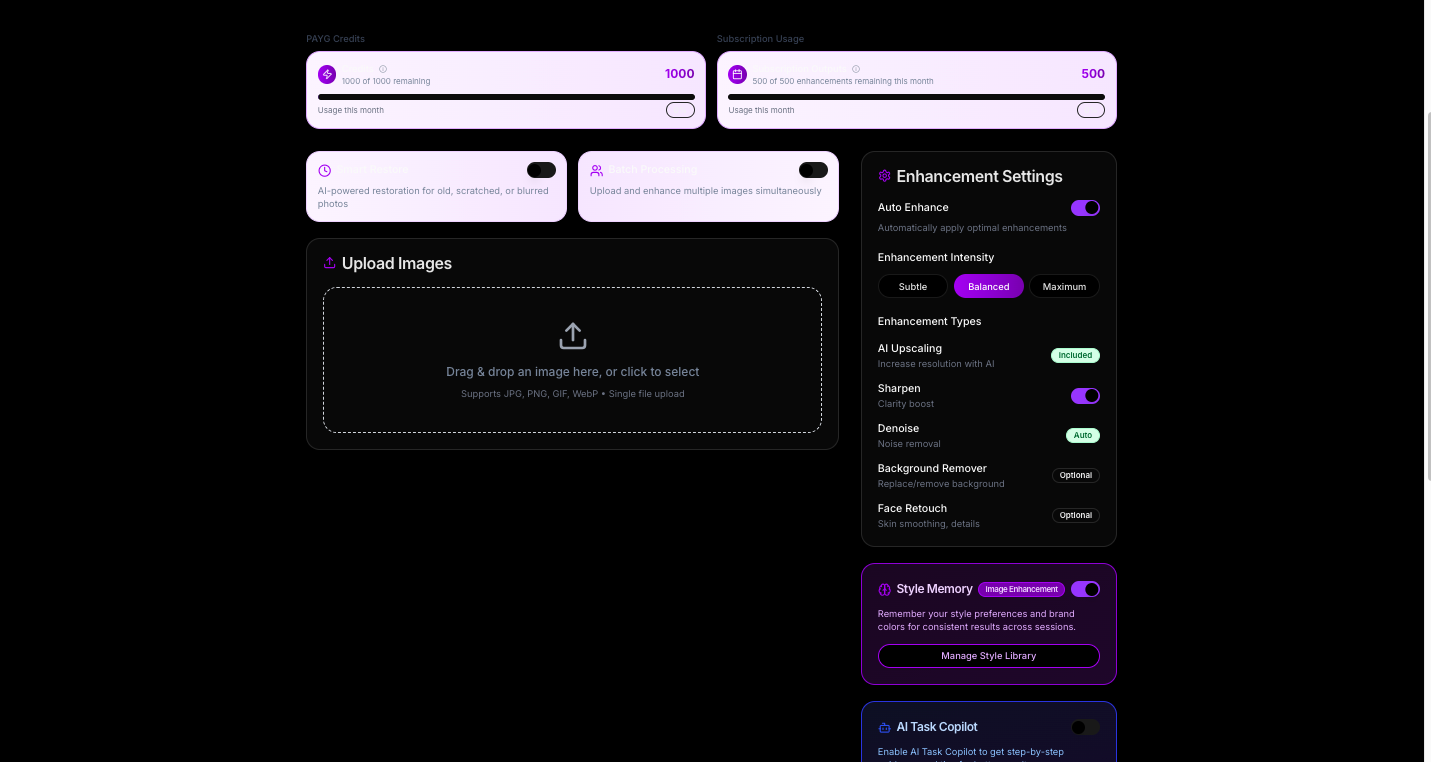 PAYG Credits
1000
1000 of 1000 remaining
Usage this month
Subscription Usage
500
500 of 500 enhancements remaining this month
Usage this month
AI-powered restoration for old, scratched, or blurred
photos
Batch Processing
Upload and enhance multiple images simultaneously
Upload Images
Drag & drop an image here, or click to select
Supports JPG, PNG, GIF, WebP • Single file upload
Enhancement Settings
Auto Enhance
Automatically apply optimal enhancements
Enhancement Intensity
Subtle Balanced Maximum
Enhancement Types
AI Upscaling
Included
Increase resolution with AI
Sharpen
Clarity boost
Denoise
Auto
Noise removal
Background Remover
Optional
Replace/remove background
Face Retouch
Optional
Skin smoothing, details
Style Memory Image Enhancement
Remember your style preferences and brand
colors for consistent results across sessions.
Manage Style Library
AI Task Copilot
Enable AI Task Copilot to get step-by-step